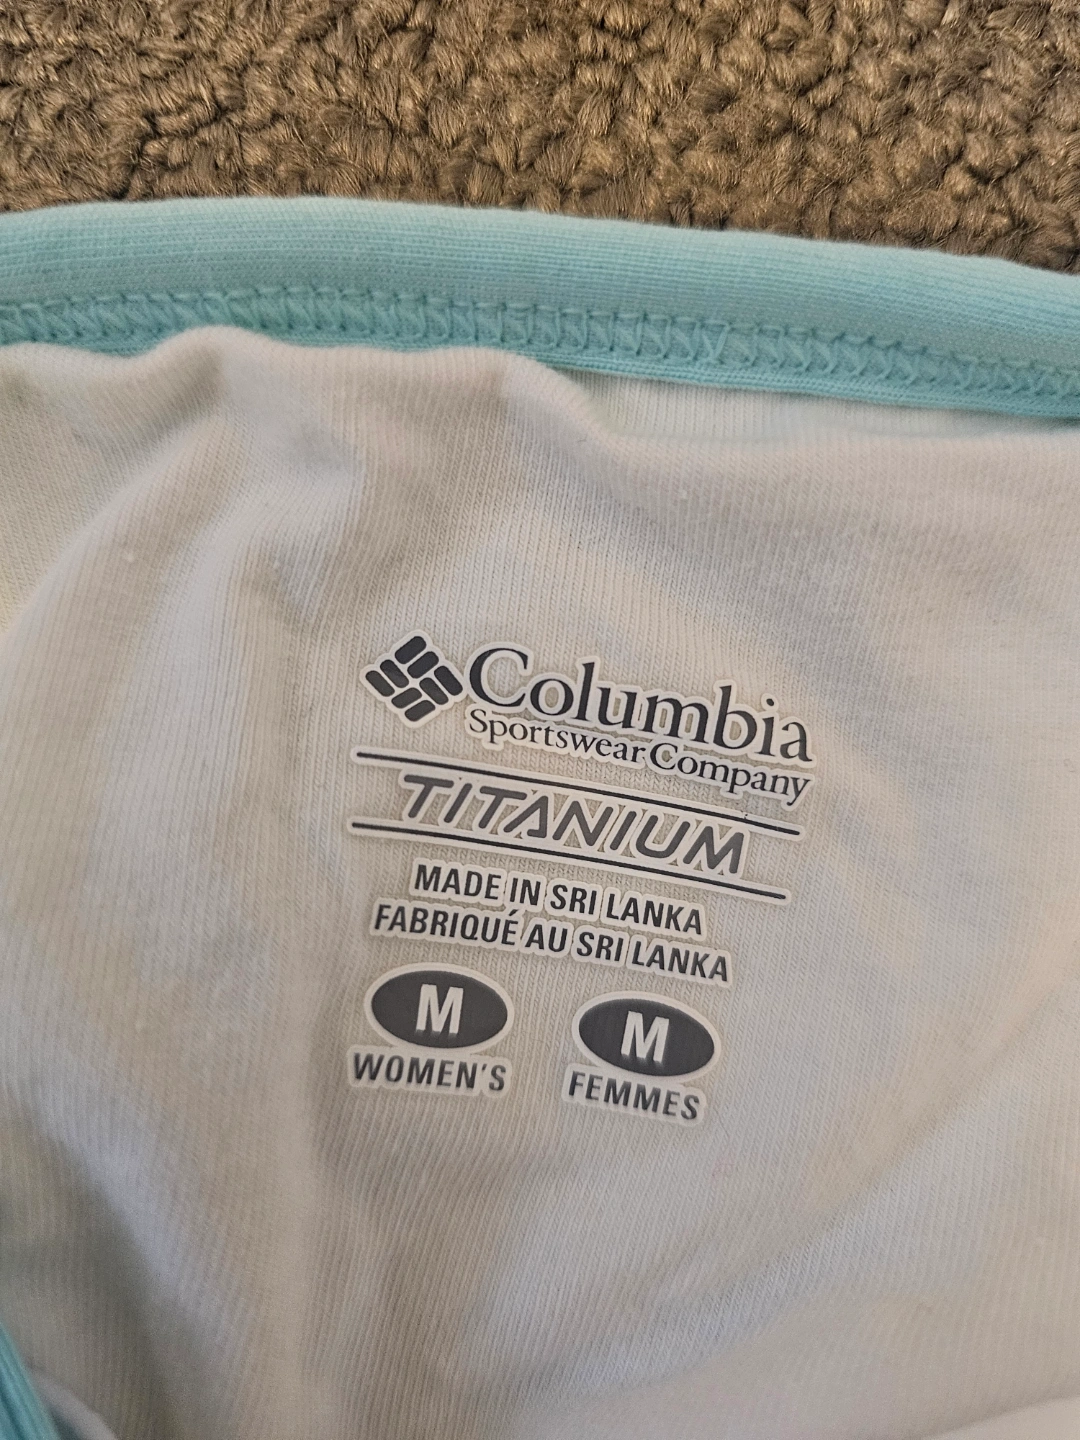 Columbia
Sportswear Company
TITANIUM
MADE IN SRI LANKA
FABRIQUÉ AU SRI LANKA
M M
WOMEN'S FEMMES